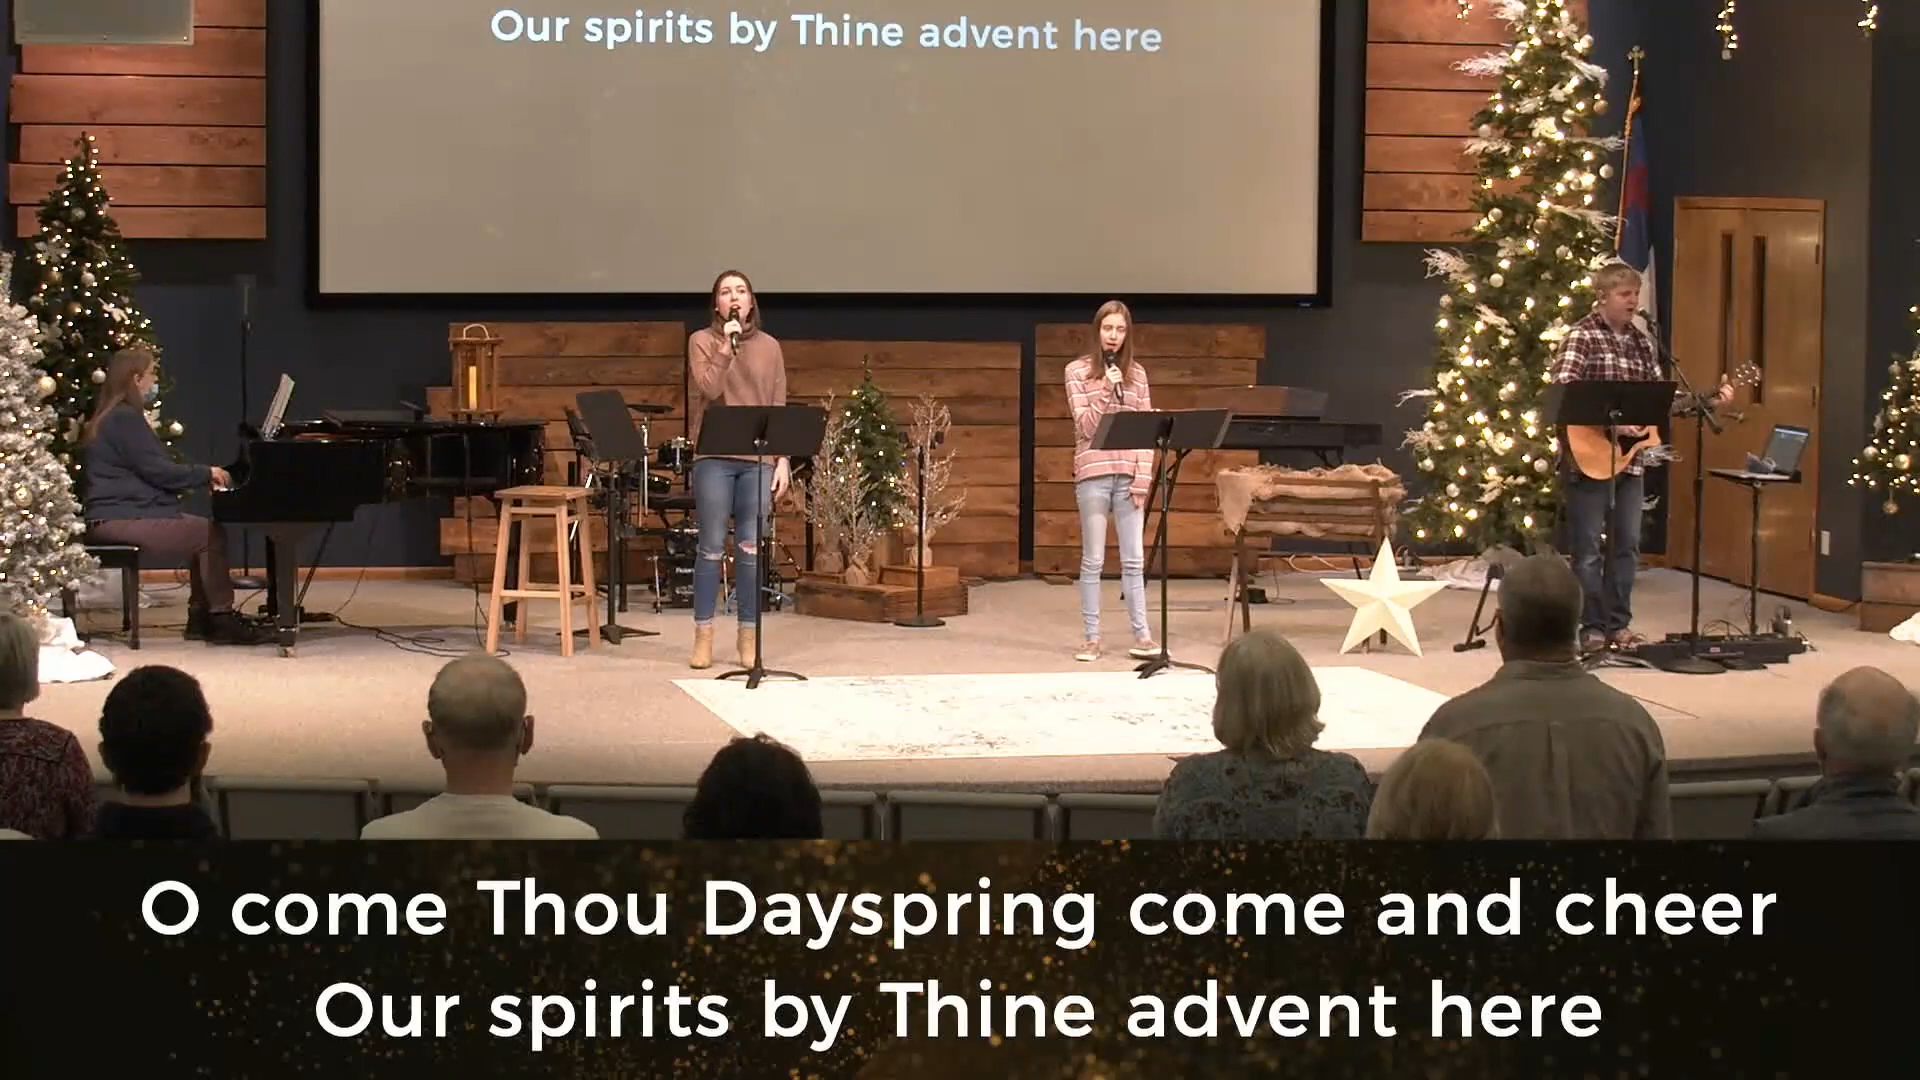 Our spirits by Thine advent here
O come Thou Dayspring come and cheer
Our spirits by Thine advent here